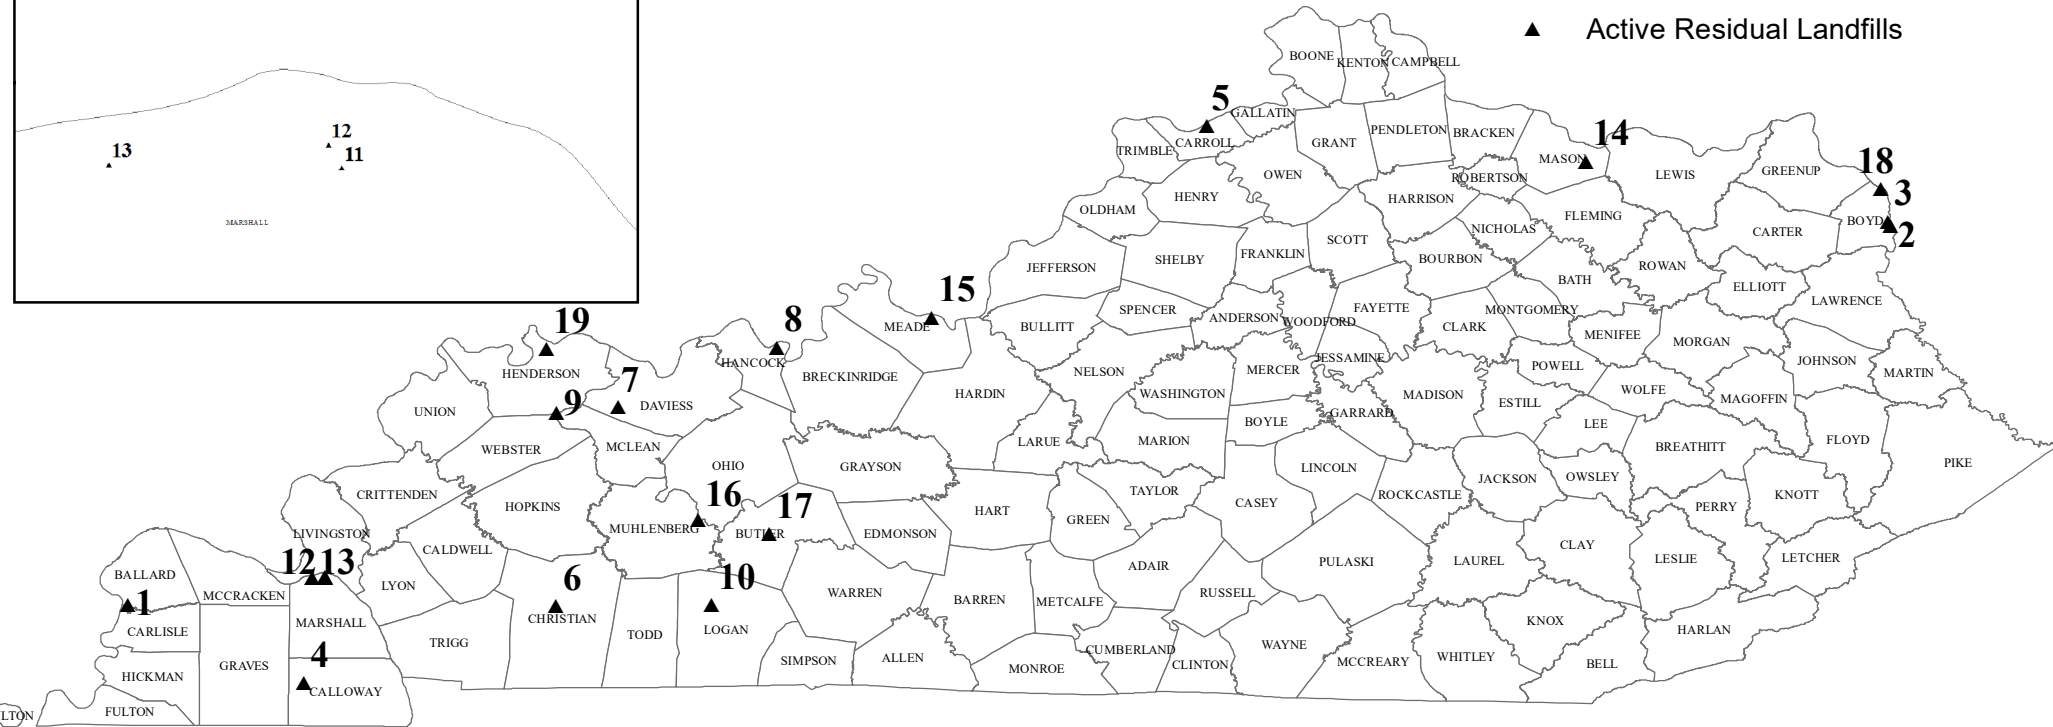 Active Residual Landfills
12
13
11
MARSHALL
BOONE
KENTON
CAMPBELL
5
GALLATIN
TRIMBLE
CARROLL
GRANT
PENDLETON
BRACKEN
14
MASON
18
OWEN
ROBERTSON
LEWIS
GREENUP
3
HENRY
HARRISON
OLDHAM
FLEMING
BOYD
2
NICHOLAS
CARTER
SCOTT
FRANKLIN
SHELBY
JEFFERSON
BOURBON
ROWAN
BATH
ELLIOTT
LAWRENCE
15
MEADE
SPENCER
ANDERSON
WOODFORD
FAYETTE
MONTGOMERY
BULLITT
CLARK
MENIFEE
MORGAN
19
8
HANCOCK
HENDERSON
JESSAMINE
JOHNSON
POWELL
MARTIN
NELSON
MERCER
BRECKINRIDGE
7
9
DAVIESS
HARDIN
WASHINGTON
MADISON
WOLFE
MAGOFFIN
ESTILL
UNION
GARRARD
BOYLE
LEE
LARUE
MARION
FLOYD
BREATHITT
WEBSTER
MCLEAN
OHIO
GRAYSON
LINCOLN
PIKE
JACKSON
OWSLEY
CRITTENDEN
16
17
TAYLOR
ROCKCASTLE
KNOTT
CASEY
HOPKINS
HART
GREEN
PERRY
LIVINGSTON
MUHLENBERG
BUTLER
EDMONSON
CALDWELL
CLAY
LESLIE
LETCHER
PULASKI
LAUREL
12
13
ADAIR
BALLARD
LYON
6
10
MCCRACKEN
WARREN
BARREN
METCALFE
RUSSELL
1
CHRISTIAN
LOGAN
KNOX
CARLISLE
MARSHALL
TODD
TRIGG
HARLAN
4
WAYNE
CUMBERLAND
GRAVES
SIMPSON
ALLEN
MONROE
CLINTON
MCCREARY
WHITLEY
BELL
HICKMAN
CALLOWAY
FULTON
LTON